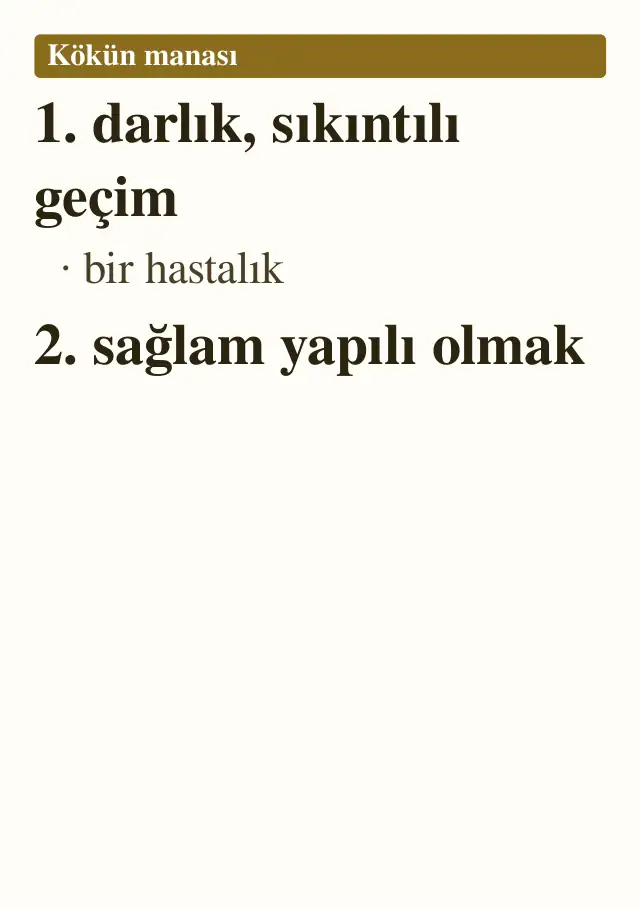 Kökün manası
1. darlık, sıkıntılı
geçim
· bir hastalık
2. sağlam yapılı olmak